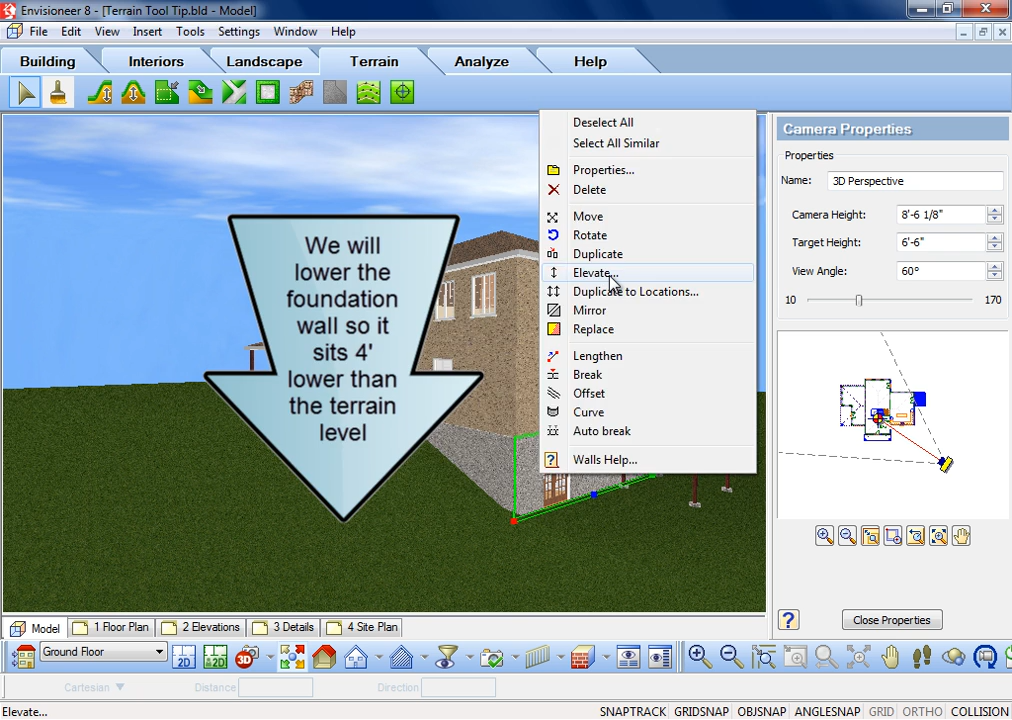 Envisioneer 8 - [Terrain Tool Tip.bld - Model]
File Edit View Insert Tools Settings Window Help
Building Interiors Landscape Terrain Analyze Help
We will
lower the
foundation
wall so it
sits 4'
lower than
the terrain
level
Deselect All
Select All Similar
Properties...
Delete
Move
Rotate
Duplicate
Elevate...
Duplicate to Locations...
Mirror
Replace
Lengthen
Break
Offset
Curve
Auto break
Walls Help...
Camera Properties
Properties
Name: 3D Perspective
Camera Height: 8'-6 1/8"
Target Height: 6'-6"
View Angle: 60°
10 170
Close Properties
Model 1 Floor Plan 2 Elevations 3 Details 4 Site Plan
Ground Floor 2D 2D 3D
Cartesian Distance Direction
Elevate... SNAPTRACK GRIDSNAP OBJSNAP ANGLESNAP GRID ORTHO COLLISION